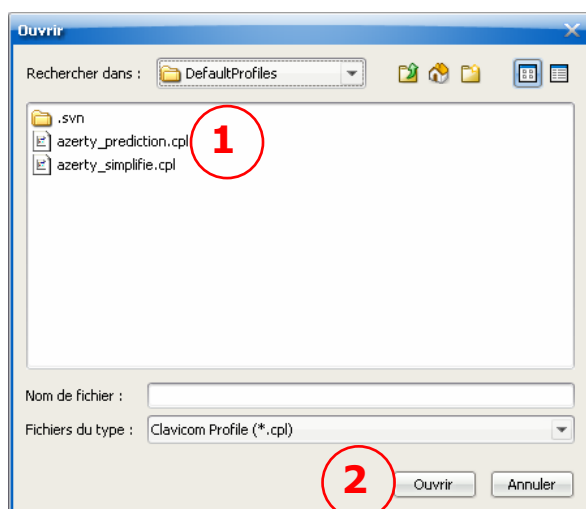 Ouvrir
Rechercher dans : DefaultProfiles
.svn
azerty_prediction.cpl
1
azerty_simplifie.cpl
Nom de fichier :
Fichiers du type : Clavicom Profile (*.cpl)
2 Ouvrir Annuler